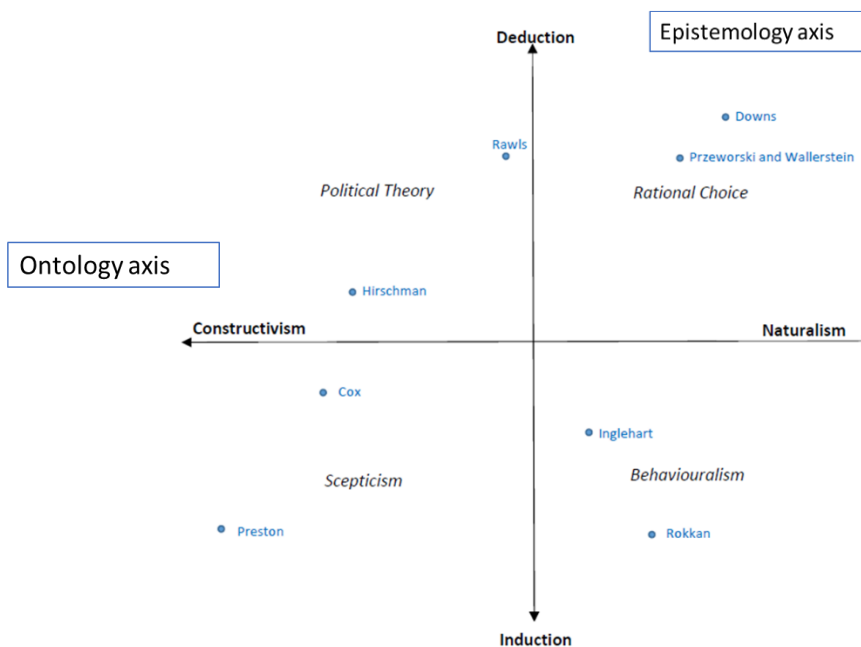 Deduction
Epistemology axis
Downs
Rawls
Przeworski and Wallerstein
Political Theory
Rational Choice
Ontology axis
Hirschman
Constructivism
Naturalism
Cox
Inglehart
Scepticism
Behaviouralism
Preston
Rokkan
Induction